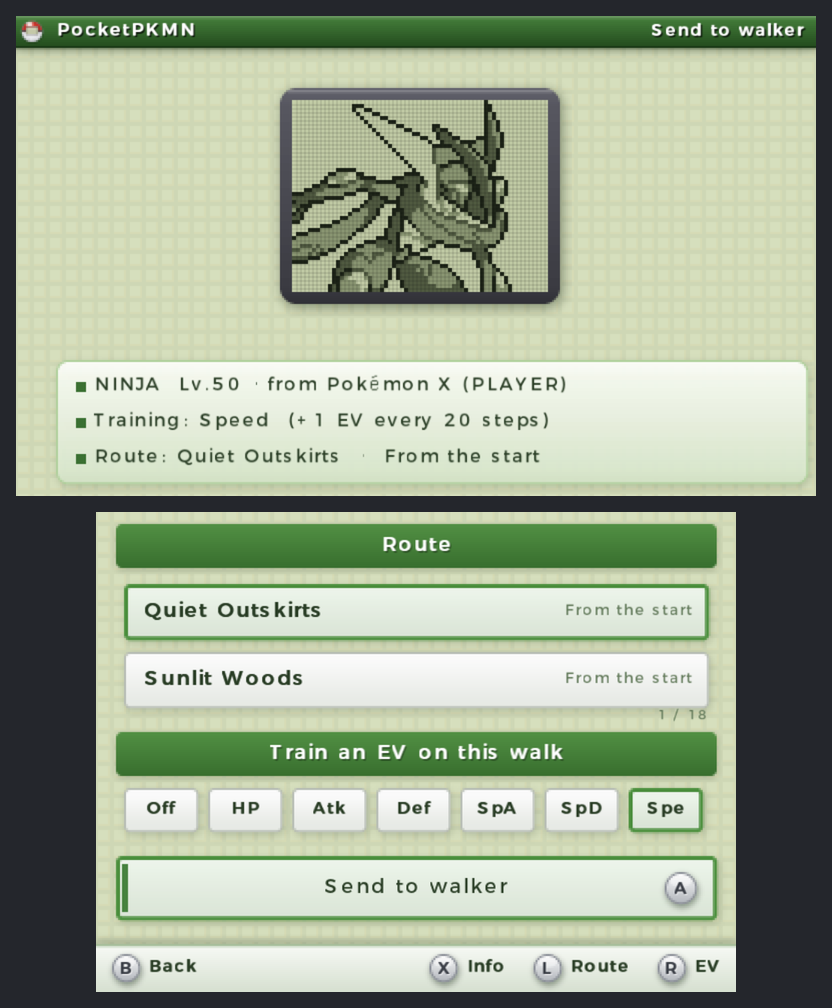 PocketPKMN
Send to walker
NINJA Lv.50 · from Pokémon X (PLAYER)
Training: Speed (+1 EV every 20 steps)
Route: Quiet Outskirts · From the start
Route
Quiet Outskirts From the start
Sunlit Woods From the start
1 / 18
Train an EV on this walk
Off HP Atk Def SpA SpD Spe
Send to walker A
B Back X Info L Route R EV